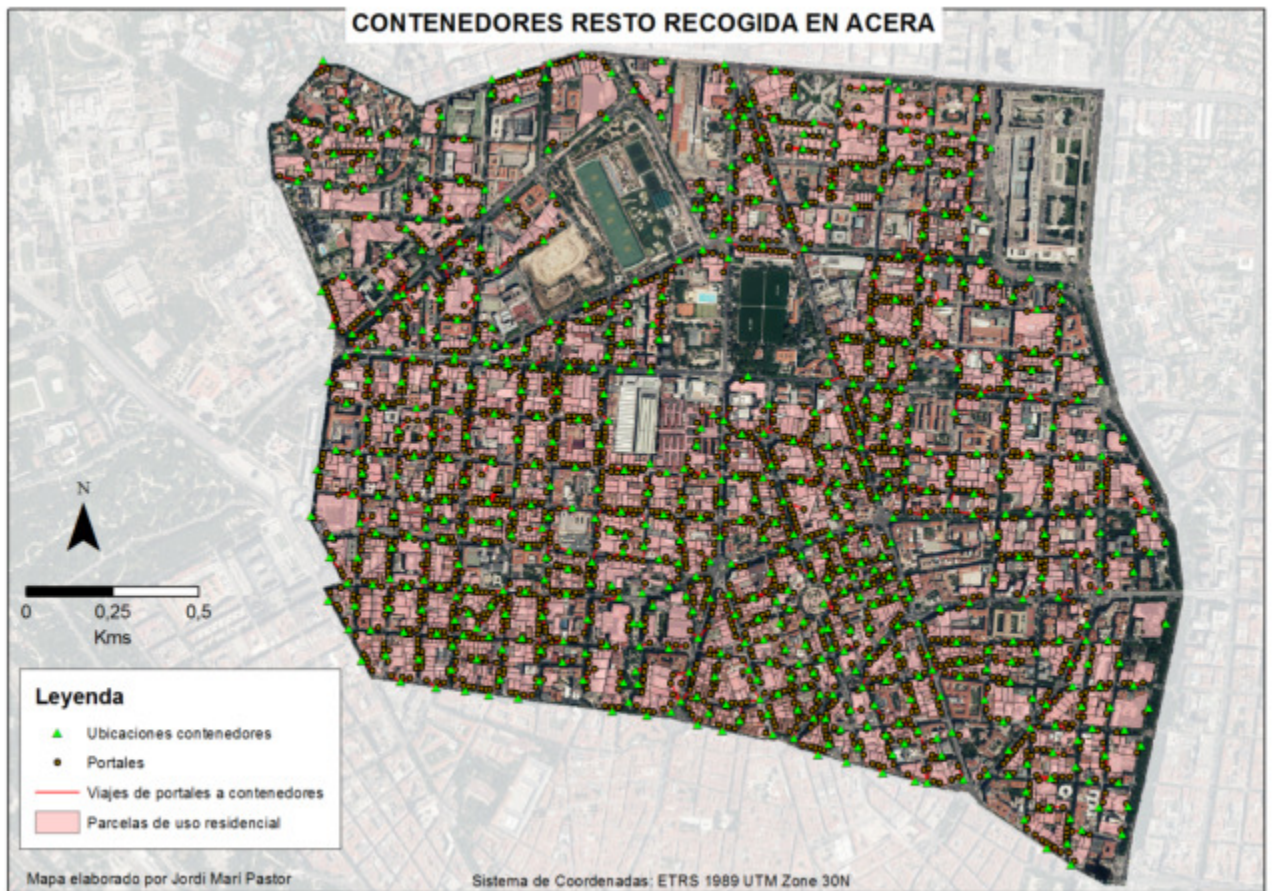 CONTENEDORES RESTO RECOGIDA EN ACERA
N
0 0,25 0,5
Kms
Leyenda
Ubicaciones contenedores
Portales
Viajes de portales a contenedores
Parcelas de uso residencial
Mapa elaborado por Jordi Marí Pastor
Sistema de Coordenadas: ETRS 1989 UTM Zone 30N